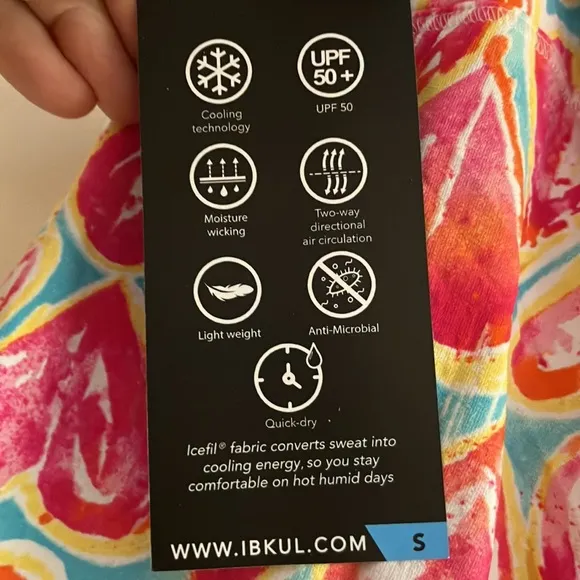 UPF
50+
Cooling
technology
UPF 50
Moisture
wicking
Two-way
directional
air circulation
Light weight
Anti-Microbial
Quick-dry
Icefil® fabric converts sweat into
cooling energy, so you stay
comfortable on hot humid days
WWW.IBKUL.COM
S